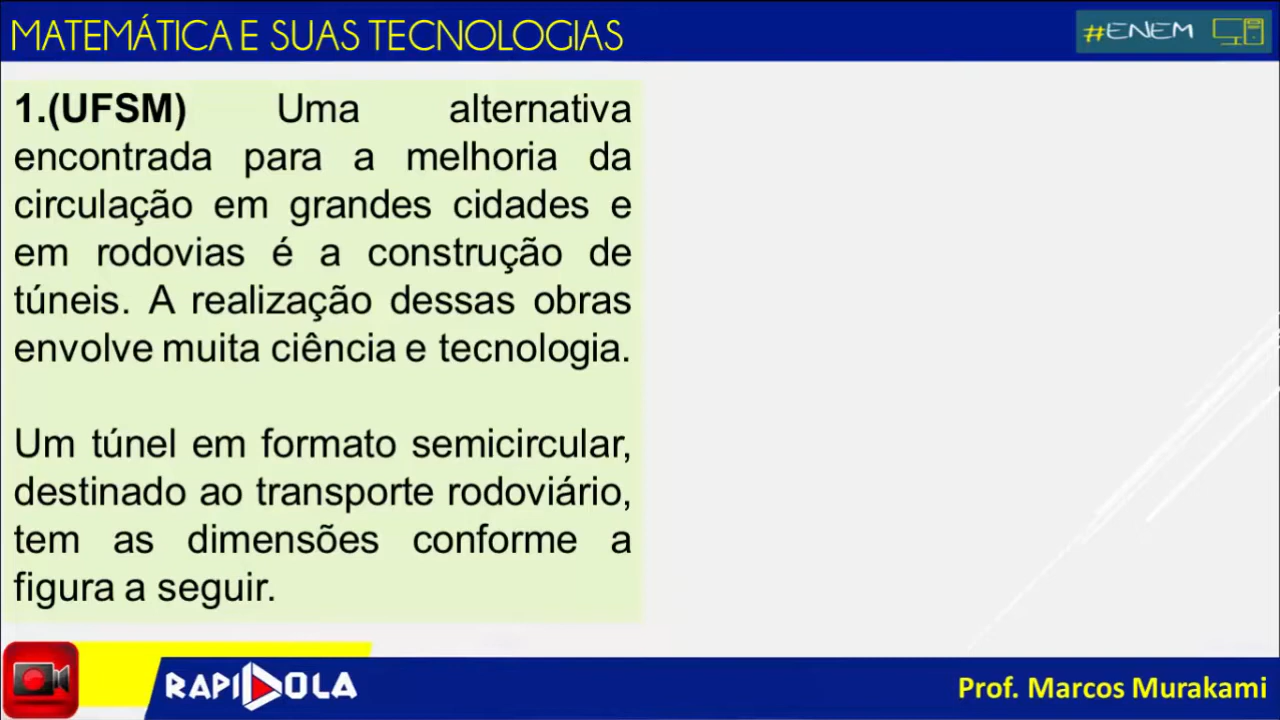 MATEMÁTICA E SUAS TECNOLOGIAS
#ENEM
1.(UFSM) Uma alternativa
encontrada para a melhoria da
circulação em grandes cidades e
em rodovias é a construção de
túneis. A realização dessas obras
envolve muita ciência e tecnologia.
Um túnel em formato semicircular,
destinado ao transporte rodoviário,
tem as dimensões conforme a
figura a seguir.
RAPIDOLA
Prof. Marcos Murakami